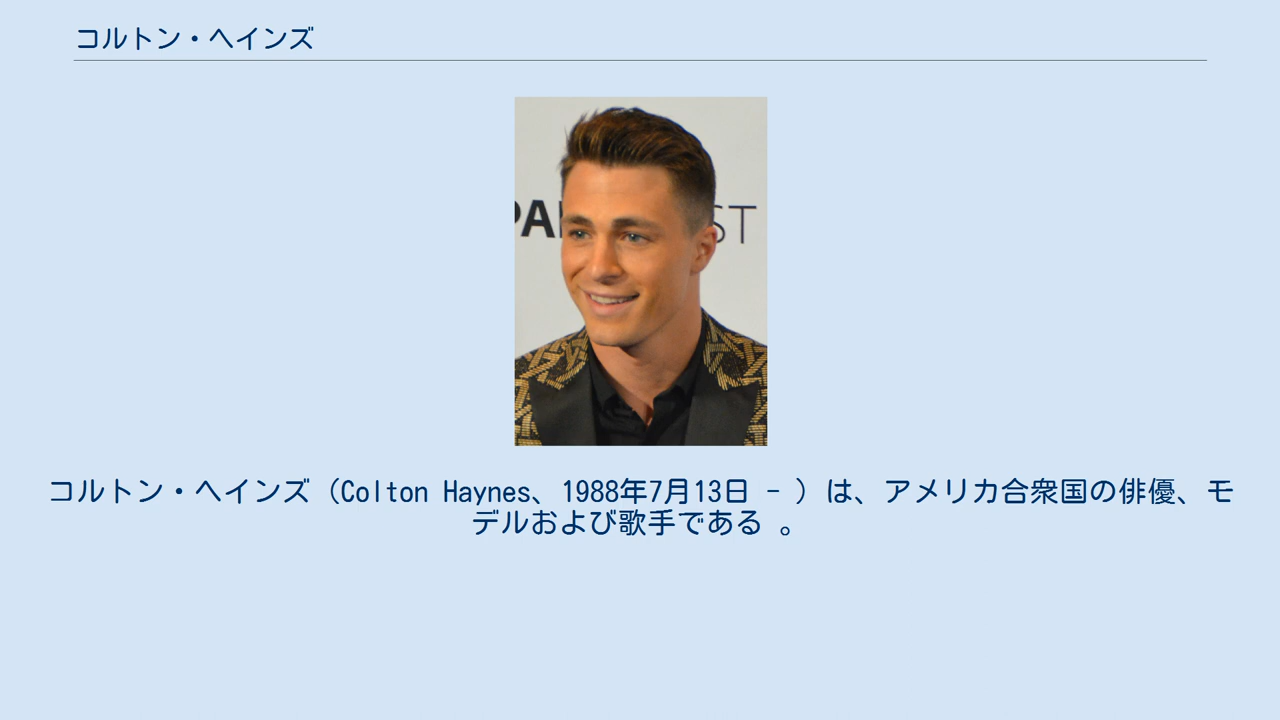 コルトン・ヘインズ
PA ST
コルトン・ヘインズ（Colton Haynes、1988年7月13日 - ）は、アメリカ合衆国の俳優、モ
デルおよび歌手である 。